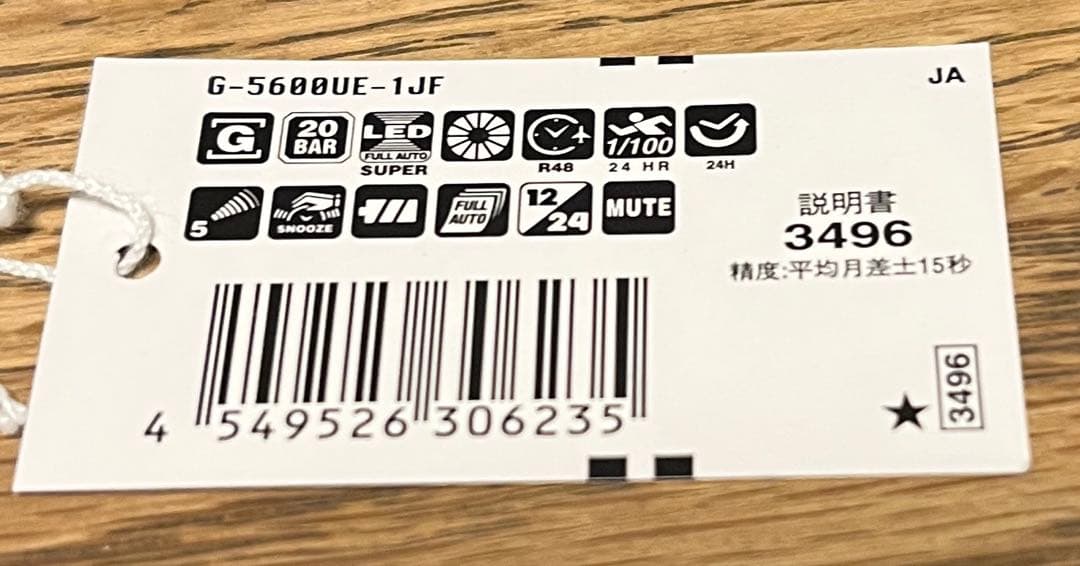 G-5600UE-1JF
JA
G
20
BAR
LED
FULL AUTO
SUPER
R48
1/100
24 HR
24H
5
SNOOZE
FULL
AUTO
12/24
MUTE
説明書
3496
精度:平均月差±15秒
4 549526 306235
★
3496